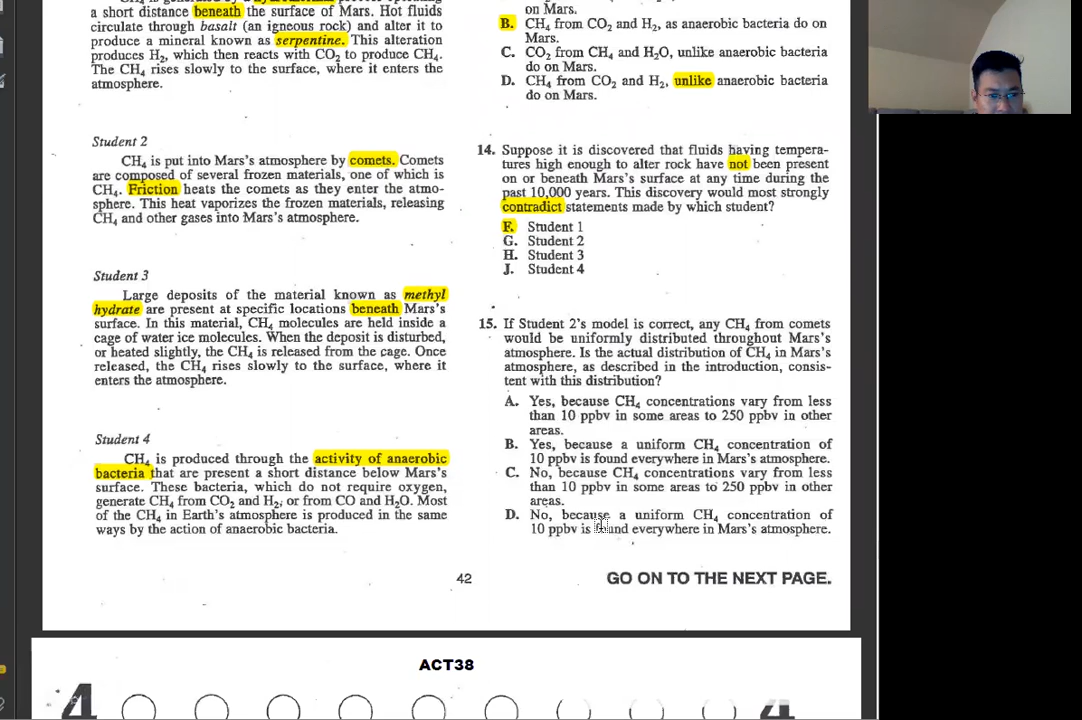 a short distance beneath the surface of Mars. Hot fluids
circulate through basalt (an igneous rock) and alter it to
produce a mineral known as serpentine. This alteration
produces H₂, which then reacts with CO₂ to produce CH₄.
The CH₄ rises slowly to the surface, where it enters the
atmosphere.
Student 2
CH₄ is put into Mars's atmosphere by comets. Comets
are composed of several frozen materials, one of which is
CH₄. Friction heats the comets as they enter the atmo-
sphere. This heat vaporizes the frozen materials, releasing
CH₄ and other gases into Mars's atmosphere.
Student 3
Large deposits of the material known as methyl
hydrate are present at specific locations beneath Mars's
surface. In this material, CH₄ molecules are held inside a
cage of water ice molecules. When the deposit is disturbed,
or heated slightly, the CH₄ is released from the cage. Once
released, the CH₄ rises slowly to the surface, where it
enters the atmosphere.
Student 4
CH₄ is produced through the activity of anaerobic
bacteria that are present a short distance below Mars's
surface. These bacteria, which do not require oxygen,
generate CH₄ from CO₂ and H₂, or from CO and H₂O. Most
of the CH₄ in Earth's atmosphere is produced in the same
ways by the action of anaerobic bacteria.
on Mars.
B. CH₄ from CO₂ and H₂, as anaerobic bacteria do on
Mars.
C. CO₂ from CH₄ and H₂O, unlike anaerobic bacteria
do on Mars.
D. CH₄ from CO₂ and H₂, unlike anaerobic bacteria
do on Mars.
14. Suppose it is discovered that fluids having tempera-
tures high enough to alter rock have not been present
on or beneath Mars's surface at any time during the
past 10,000 years. This discovery would most strongly
contradict statements made by which student?
F. Student 1
G. Student 2
H. Student 3
J. Student 4
15. If Student 2's model is correct, any CH₄ from comets
would be uniformly distributed throughout Mars's
atmosphere. Is the actual distribution of CH₄ in Mars's
atmosphere, as described in the introduction, consis-
tent with this distribution?
A. Yes, because CH₄ concentrations vary from less
than 10 ppbv in some areas to 250 ppbv in other
areas.
B. Yes, because a uniform CH₄ concentration of
10 ppbv is found everywhere in Mars's atmosphere.
C. No, because CH₄ concentrations vary from less
than 10 ppbv in some areas to 250 ppbv in other
areas.
D. No, because a uniform CH₄ concentration of
10 ppbv is found everywhere in Mars's atmosphere.
42
GO ON TO THE NEXT PAGE.
ACT38
4
4